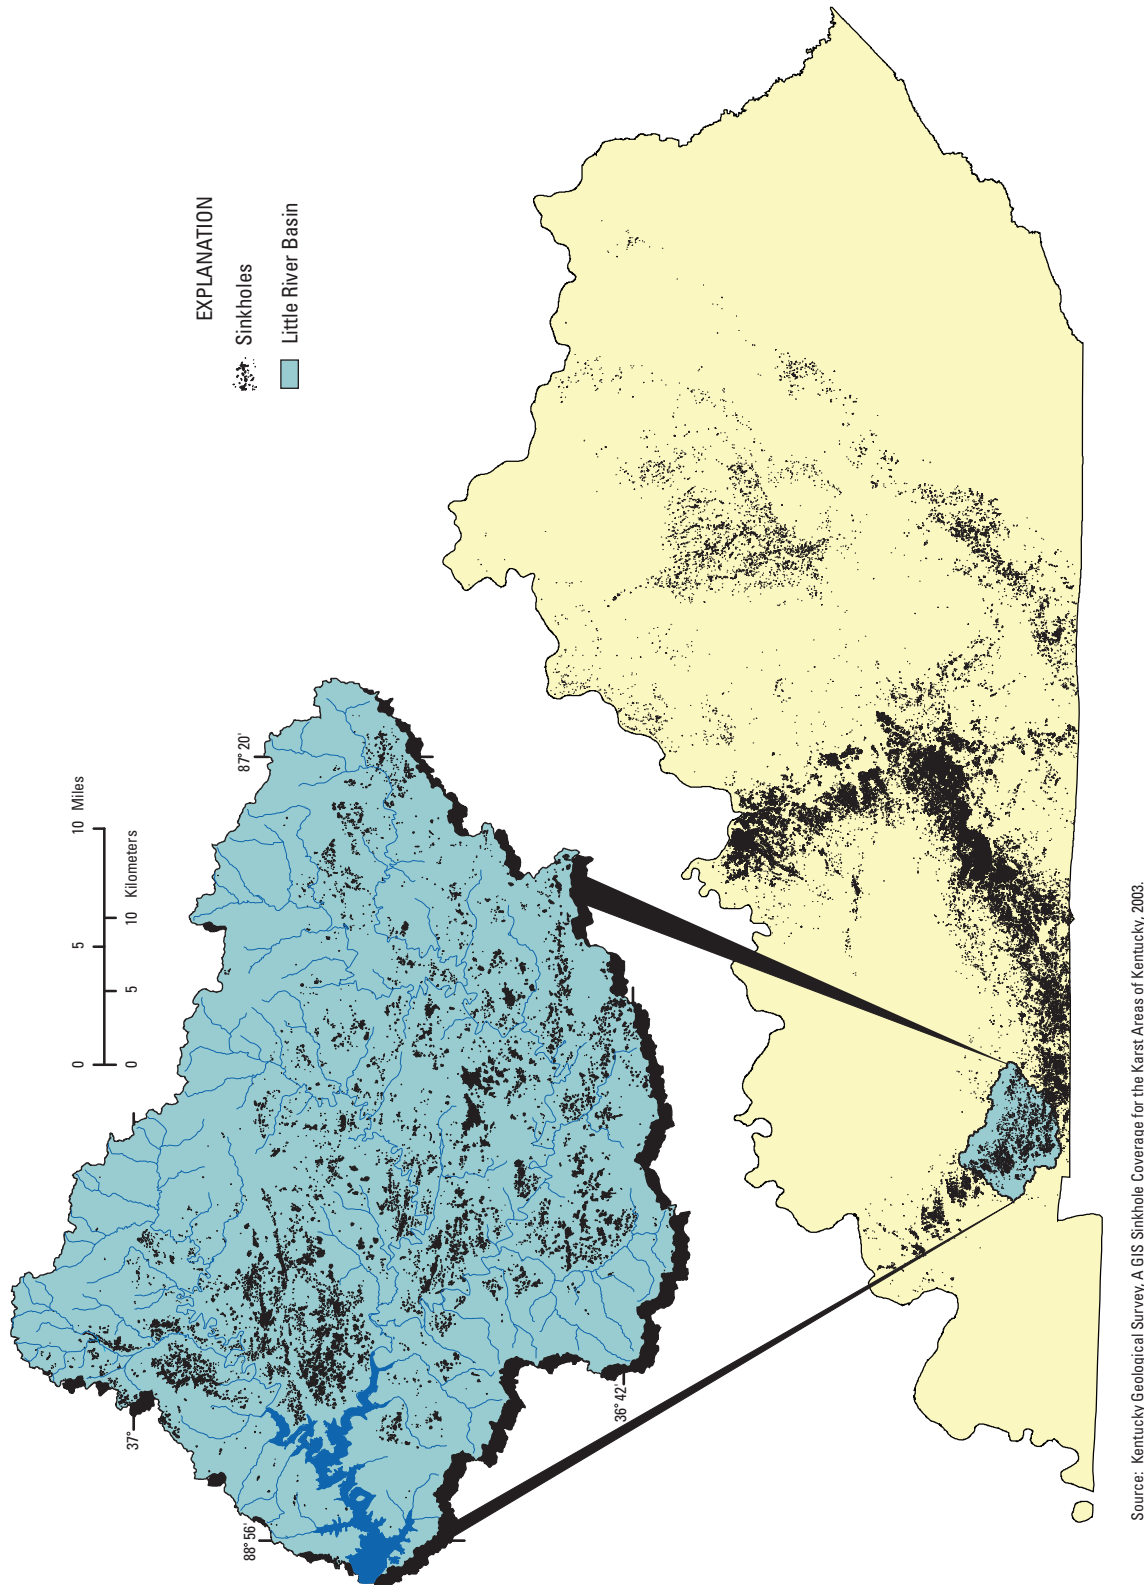 EXPLANATION
Sinkholes
Little River Basin
0 5 10 Miles
0 5 10 Kilometers
87° 20'
88° 56'
37°
36° 42'
Source: Kentucky Geological Survey, A GIS Sinkhole Coverage for the Karst Areas of Kentucky, 2003.